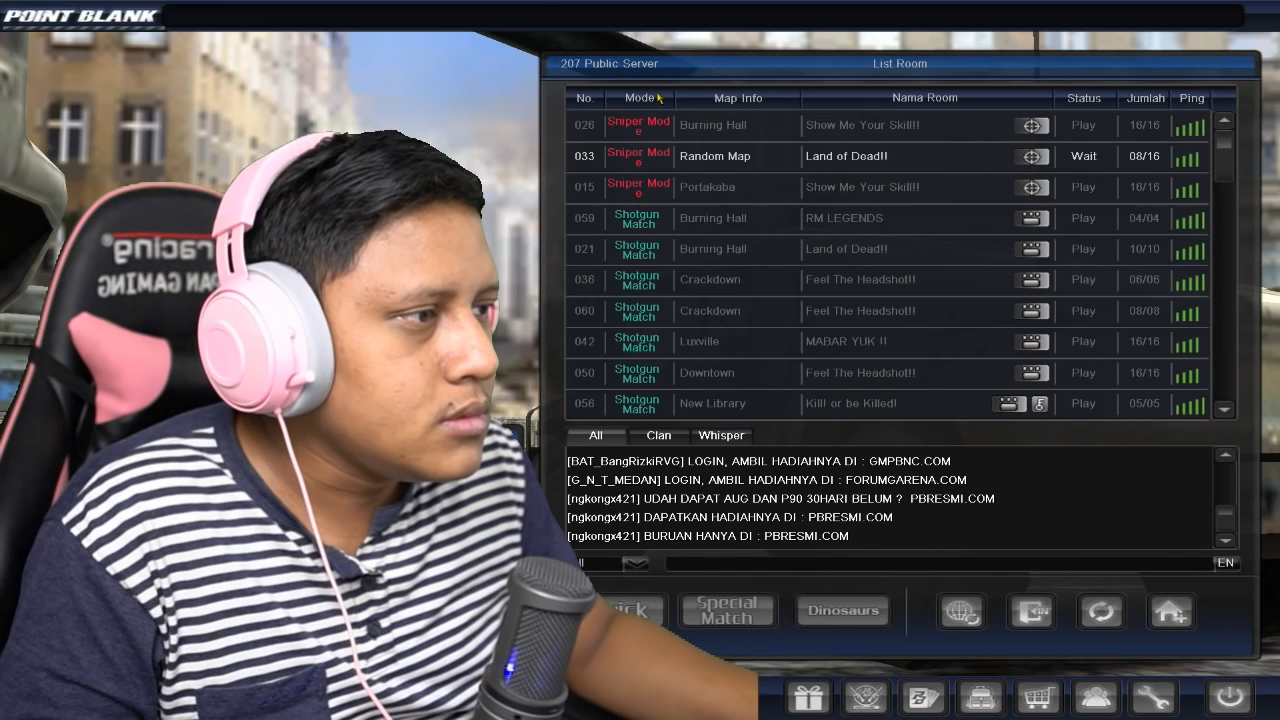 POINT BLANK
207 Public Server List Room
No. Mode Map Info Nama Room Status Jumlah Ping
026 Sniper Mode Burning Hall Show Me Your Skill!! Play 16/16
033 Sniper Mode Random Map Land of Dead!! Wait 08/16
015 Sniper Mode Portakaba Show Me Your Skill!! Play 16/16
059 Shotgun Match Burning Hall RM LEGENDS Play 04/04
021 Shotgun Match Burning Hall Land of Dead!! Play 10/10
036 Shotgun Match Crackdown Feel The Headshot!! Play 06/06
060 Shotgun Match Crackdown Feel The Headshot!! Play 08/08
042 Shotgun Match Luxville MABAR YUK !! Play 16/16
050 Shotgun Match Downtown Feel The Headshot!! Play 16/16
056 Shotgun Match New Library Kill! or be Killed! Play 05/05
All Clan Whisper
[BAT_BangRizkiRVG] LOGIN, AMBIL HADIAHNYA DI : GMPBNC.COM
[G_N_T_MEDAN] LOGIN, AMBIL HADIAHNYA DI : FORUMGARENA.COM
[ngkongx421] UDAH DAPAT AUG DAN P90 30HARI BELUM ? PBRESMI.COM
[ngkongx421] DAPATKAN HADIAHNYA DI : PBRESMI.COM
[ngkongx421] BURUAN HANYA DI : PBRESMI.COM
EN
Special Match Dinosaurs
racing
GAMING